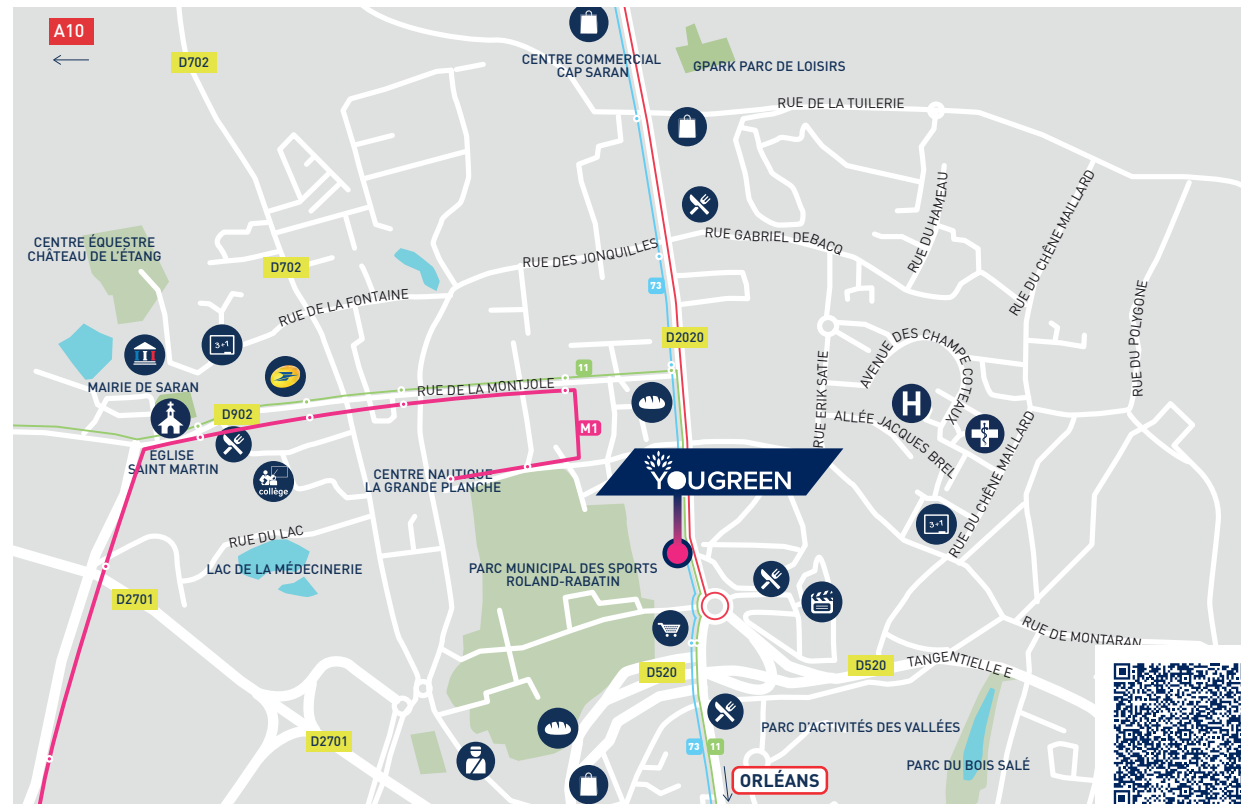 A10
D702
CENTRE COMMERCIAL
CAP SARAN
GPARK PARC DE LOISIRS
RUE DE LA TUILERIE
RUE DU HAMEAU
RUE DU CHÊNE MAILLARD
CENTRE ÉQUESTRE
CHÂTEAU DE L'ÉTANG
RUE GABRIEL DEBACQ
RUE DES JONQUILLES
D702
73
RUE DE LA FONTAINE
RUE DU POLYGONE
D2020
3+1
AVENUE DES CHAMPE COTEAUX
RUE ERIK SATIE
11
MAIRIE DE SARAN
RUE DE LA MONTJOLE
H
D902
ALLÉE JACQUES BREL
M1
ÉGLISE
SAINT MARTIN
RUE DU CHÊNE MAILLARD
CENTRE NAUTIQUE
LA GRANDE PLANCHE
YOUGREEN
collège
3+1
RUE DU LAC
LAC DE LA MÉDECINERIE
PARC MUNICIPAL DES SPORTS
ROLAND-RABATIN
D2701
RUE DE MONTARAN
D520
D520
TANGENTIELLE E
PARC D'ACTIVITÉS DES VALLÉES
D2701
73
11
PARC DU BOIS SALÉ
ORLÉANS